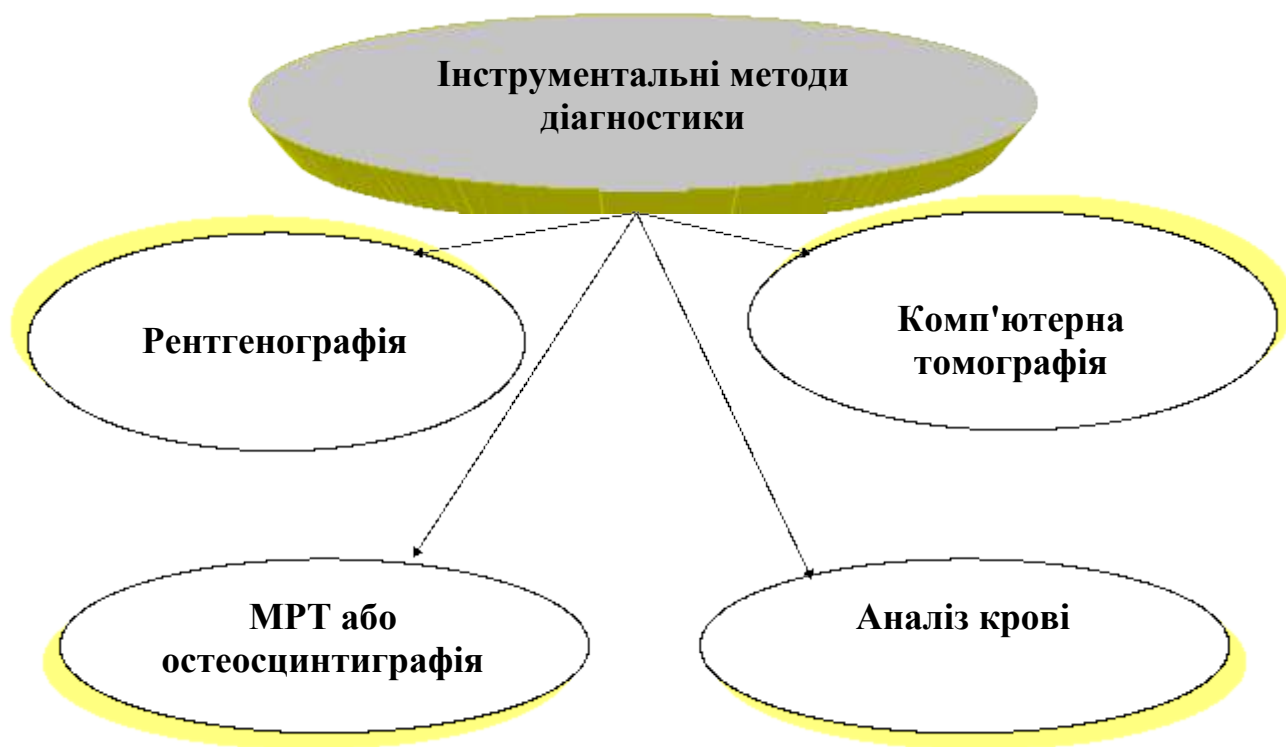 Інструментальні методи
діагностики
Рентгенографія
Комп'ютерна
томографія
МРТ або
остеосцинтиграфія
Аналіз крові